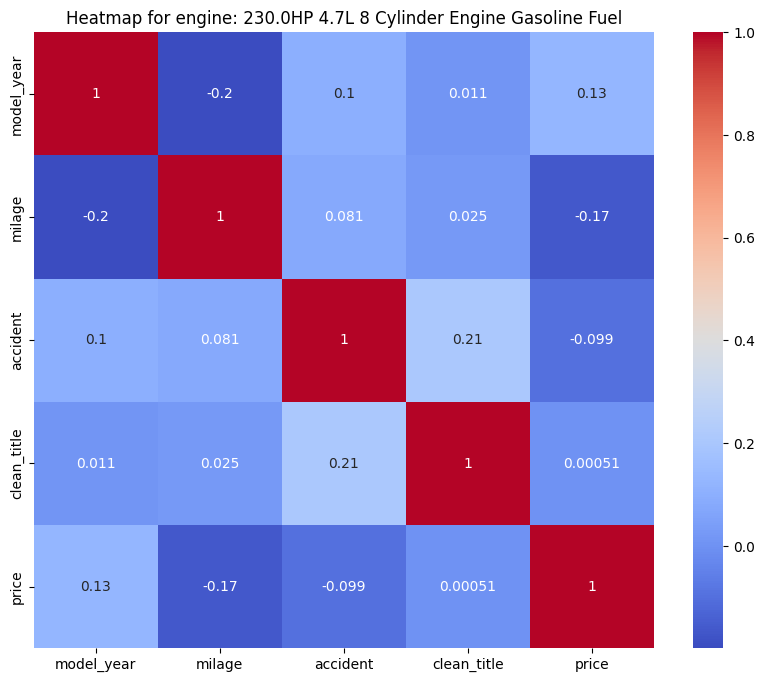 Heatmap for engine: 230.0HP 4.7L 8 Cylinder Engine Gasoline Fuel
model_year
1
-0.2
0.1
0.011
0.13
milage
-0.2
1
0.081
0.025
-0.17
accident
0.1
0.081
1
0.21
-0.099
clean_title
0.011
0.025
0.21
1
0.00051
price
0.13
-0.17
-0.099
0.00051
1
model_year
milage
accident
clean_title
price
1.0
0.8
0.6
0.4
0.2
0.0